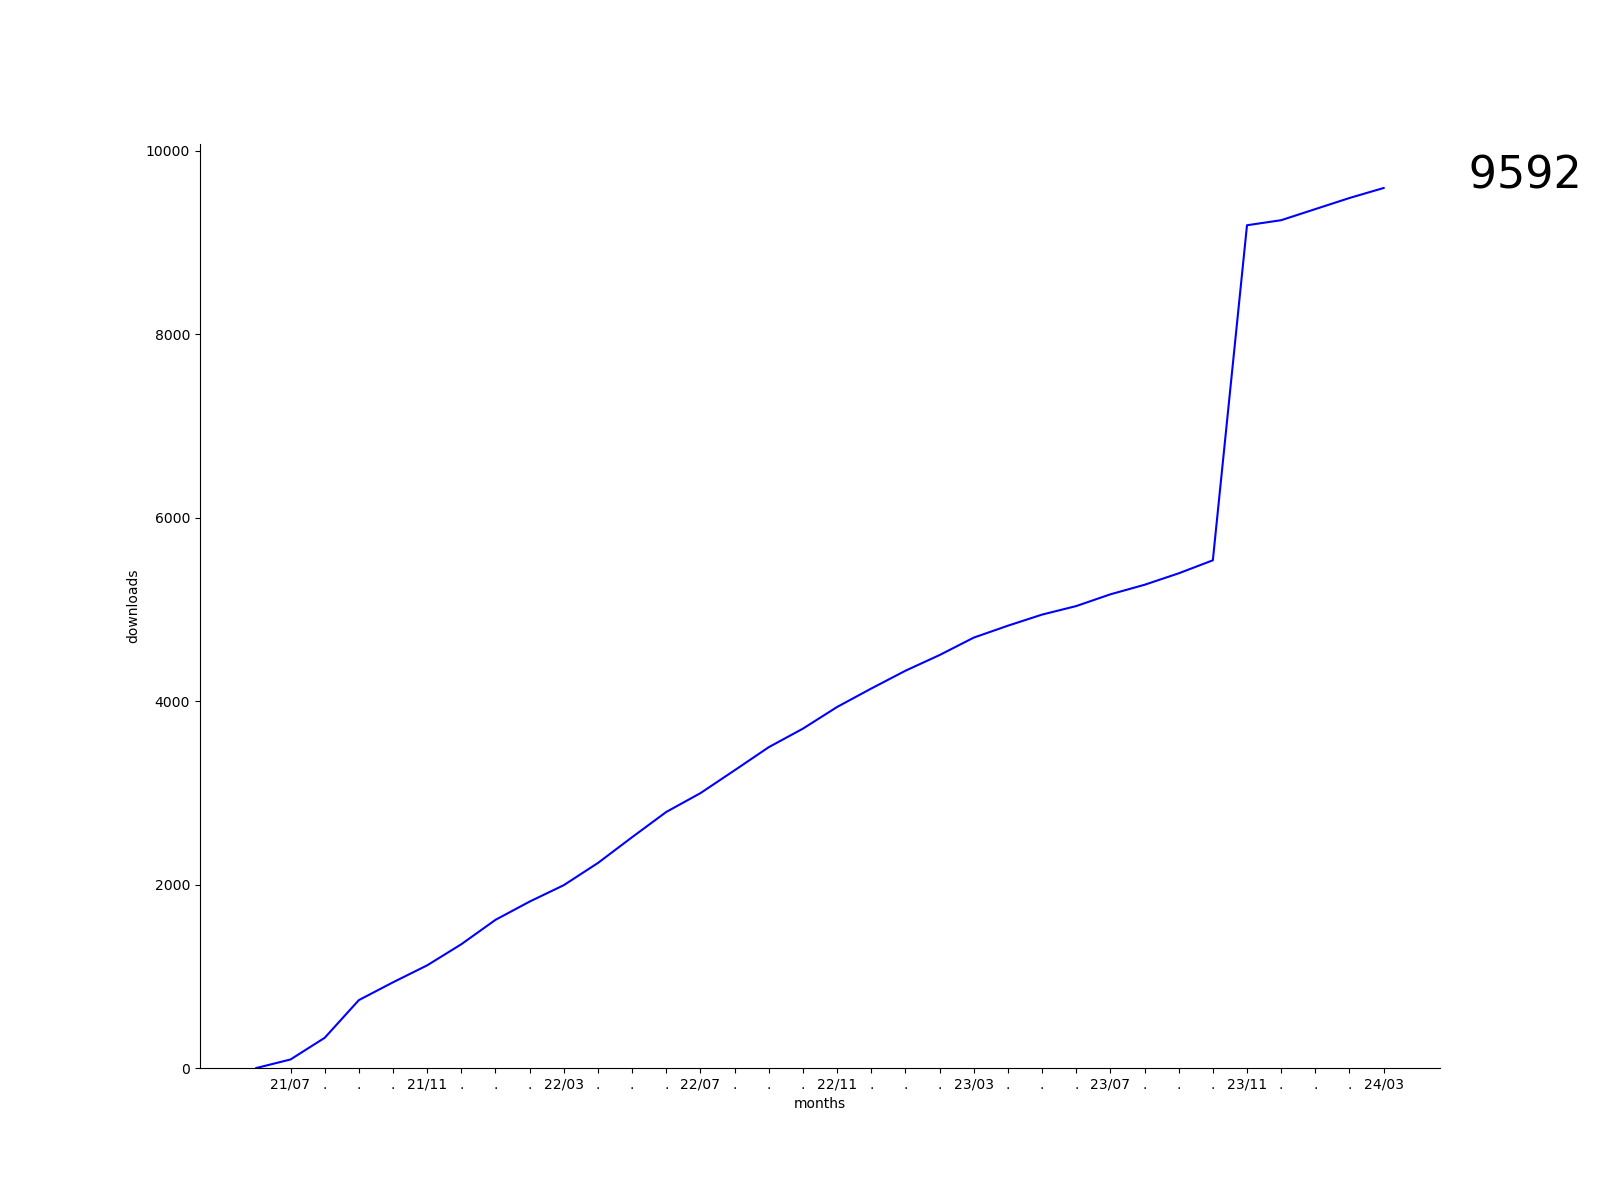 10000
9592
8000
6000
downloads
4000
2000
0
21/07 . . . 21/11 . . . 22/03 . . . 22/07 . . . 22/11 . . . 23/03 . . . 23/07 . . . 23/11 . . . 24/03
months